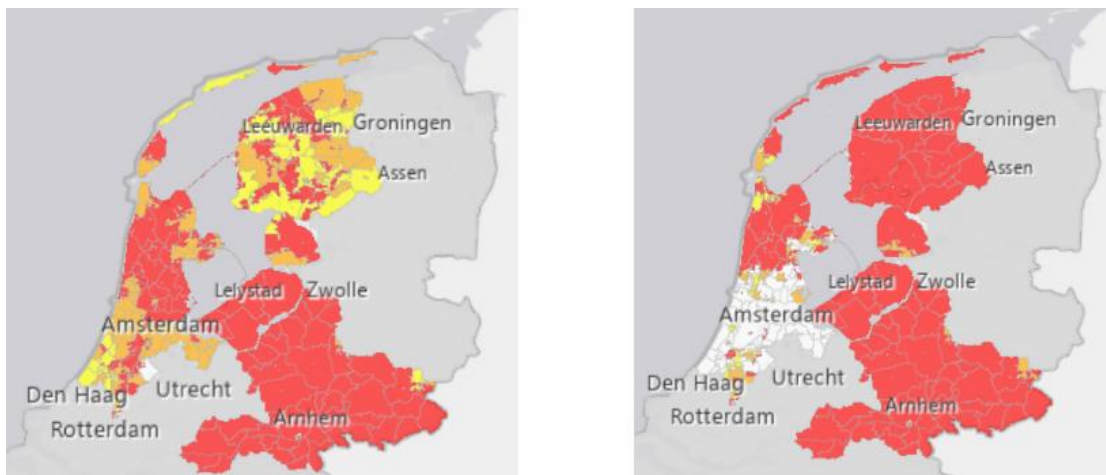 Leeuwarden
Groningen
Assen
Lelystad
Zwolle
Amsterdam
Den Haag
Utrecht
Rotterdam
Arnhem
Leeuwarden
Groningen
Assen
Lelystad
Zwolle
Amsterdam
Den Haag
Utrecht
Rotterdam
Arnhem